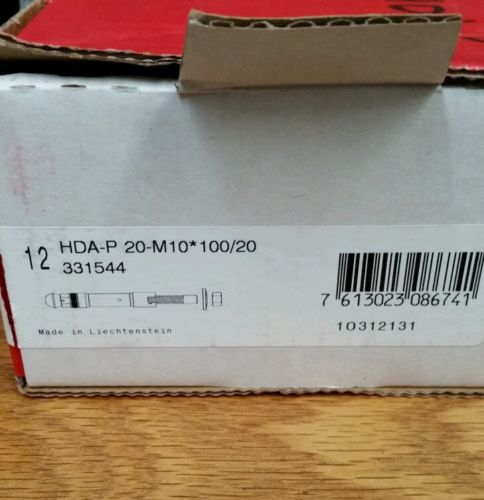 12 HDA-P 20-M10*100/20
331544
Made in Liechtenstein
7 613023 086741
10312131